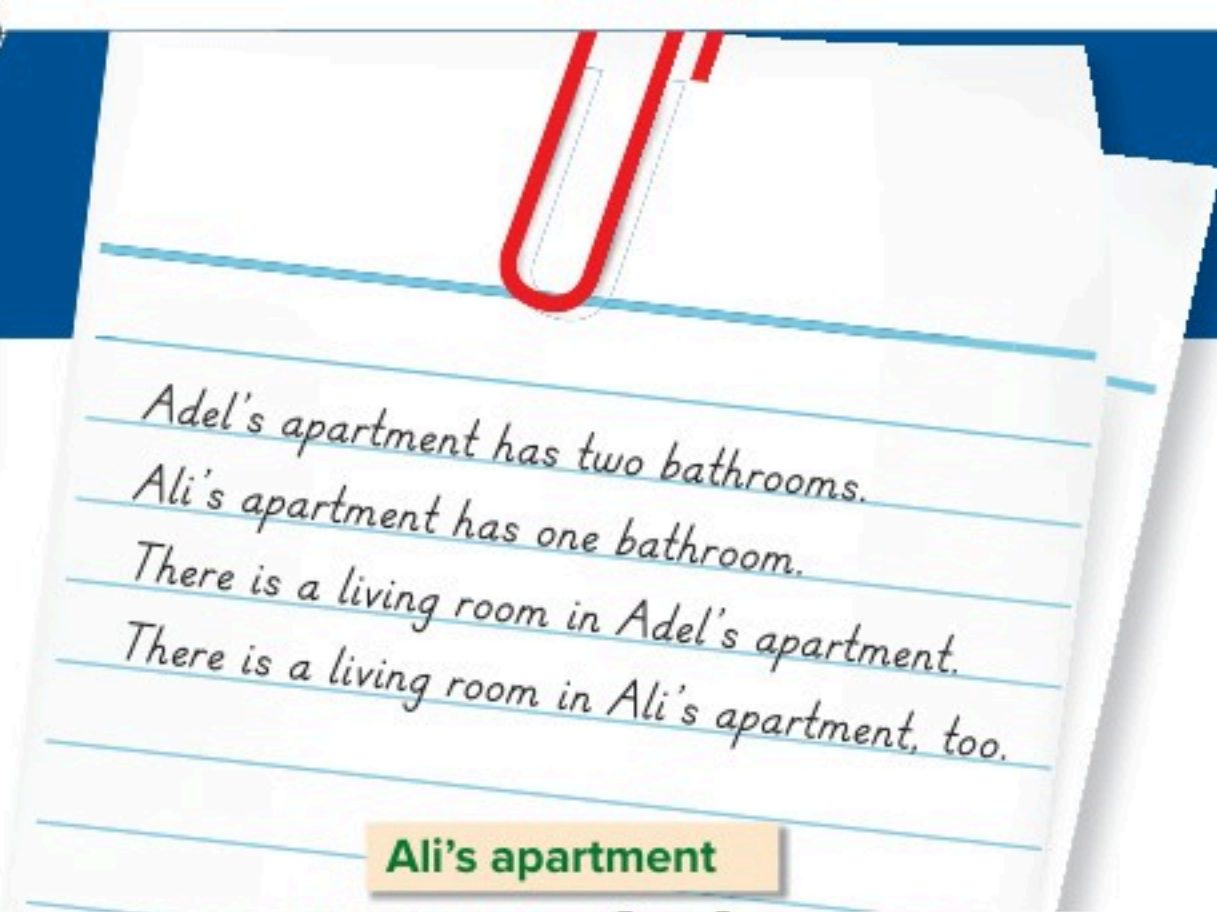 Adel's apartment has two bathrooms.
Ali's apartment has one bathroom.
There is a living room in Adel's apartment.
There is a living room in Ali's apartment, too.
Ali's apartment